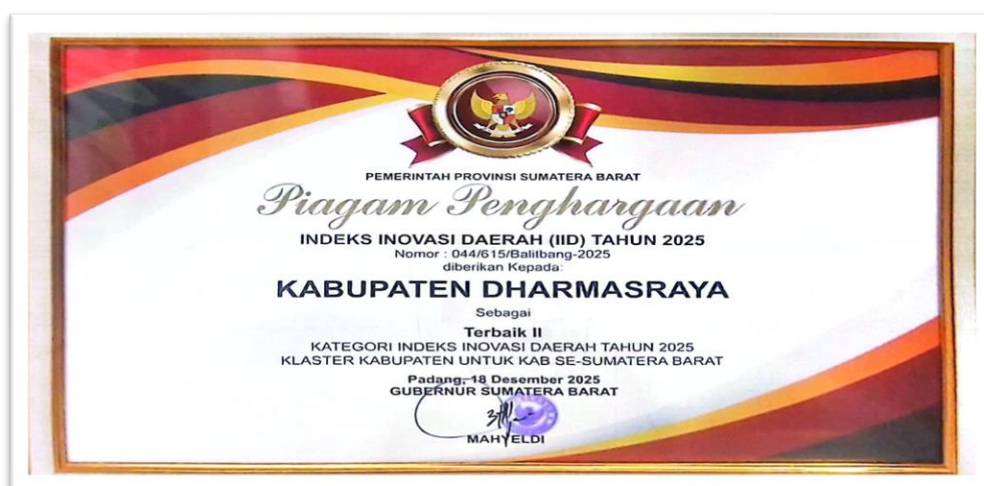 PEMERINTAH PROVINSI SUMATERA BARAT
Piagam Penghargaan
INDEKS INOVASI DAERAH (IID) TAHUN 2025
Nomor : 044/615/Balitbang-2025
diberikan Kepada:
KABUPATEN DHARMASRAYA
Sebagai
Terbaik II
KATEGORI INDEKS INOVASI DAERAH TAHUN 2025
KLASTER KABUPATEN UNTUK KAB SE-SUMATERA BARAT
Padang, 18 Desember 2025
GUBERNUR SUMATERA BARAT
MAHYELDI